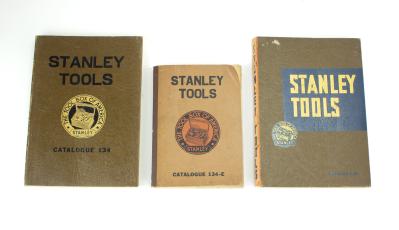 STANLEY
TOOLS
THE TOOL BOX OF AMERICA
STANLEY
CATALOGUE 134
STANLEY
TOOLS
THE TOOL BOX OF AMERICA
STANLEY
CATALOGUE 134-E
STANLEY
TOOLS